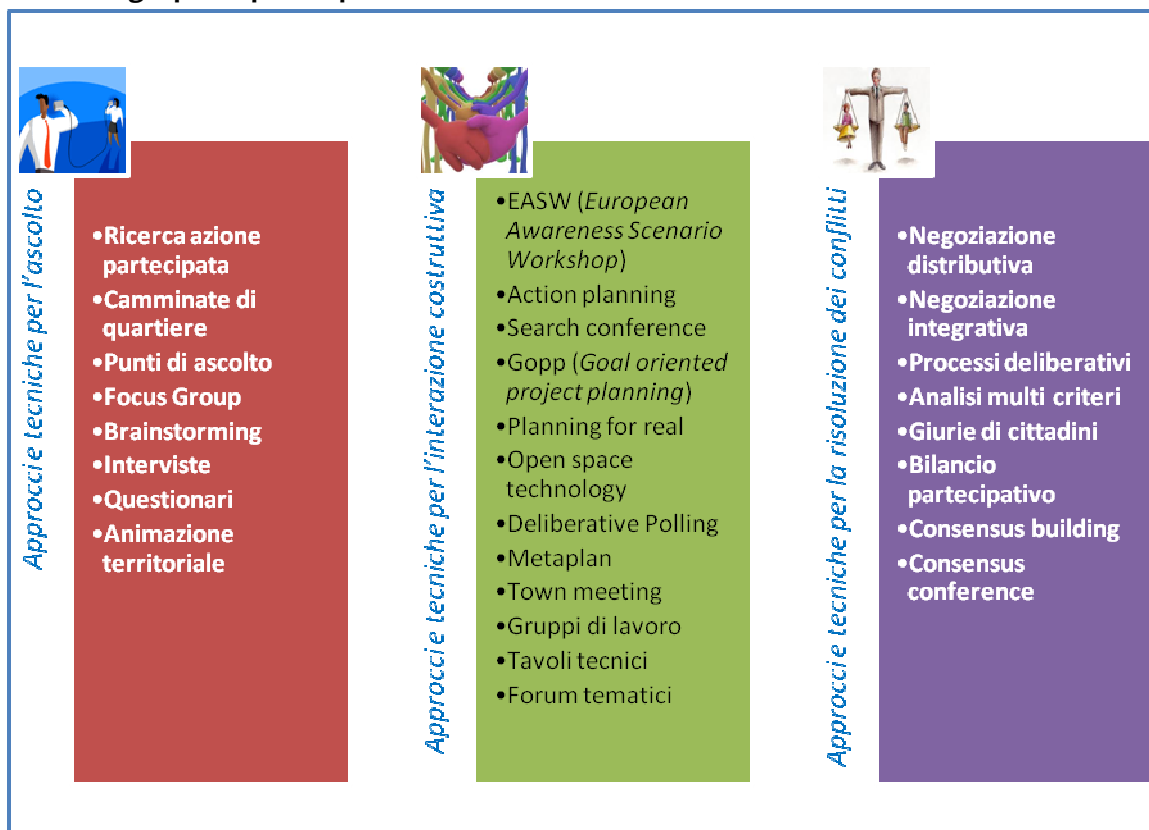 Approcci e tecniche per l'ascolto
•Ricerca azione
partecipata
•Camminate di
quartiere
•Punti di ascolto
•Focus Group
•Brainstorming
•Interviste
•Questionari
•Animazione
territoriale
Approcci e tecniche per l'interazione costruttiva
•EASW (European
Awareness Scenario
Workshop)
•Action planning
•Search conference
•Gopp (Goal oriented
project planning)
•Planning for real
•Open space
technology
•Deliberative Polling
•Metaplan
•Town meeting
•Gruppi di lavoro
•Tavoli tecnici
•Forum tematici
Approcci e tecniche per la risoluzione dei conflitti
•Negoziazione
distributiva
•Negoziazione
integrativa
•Processi deliberativi
•Analisi multi criteri
•Giurie di cittadini
•Bilancio
partecipativo
•Consensus building
•Consensus
conference